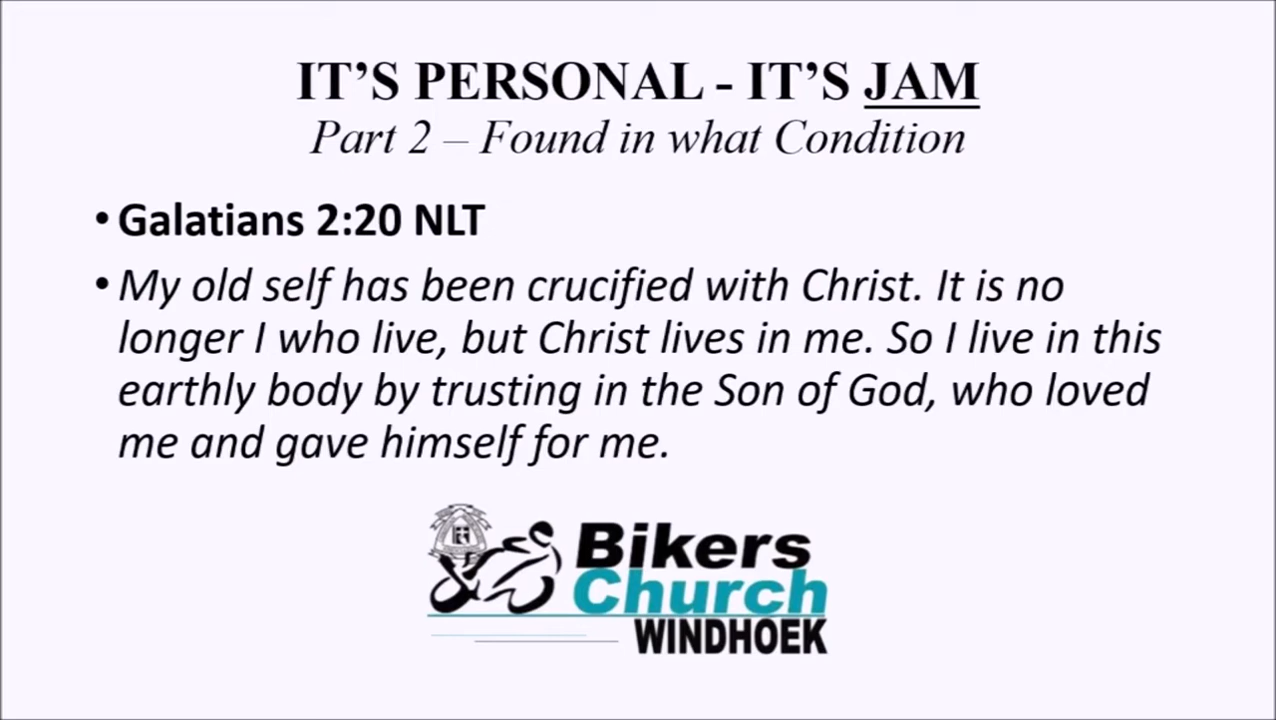 IT’S PERSONAL - IT’S JAM
Part 2 – Found in what Condition
• Galatians 2:20 NLT
• My old self has been crucified with Christ. It is no
longer I who live, but Christ lives in me. So I live in this
earthly body by trusting in the Son of God, who loved
me and gave himself for me.
Bikers
Church
WINDHOEK